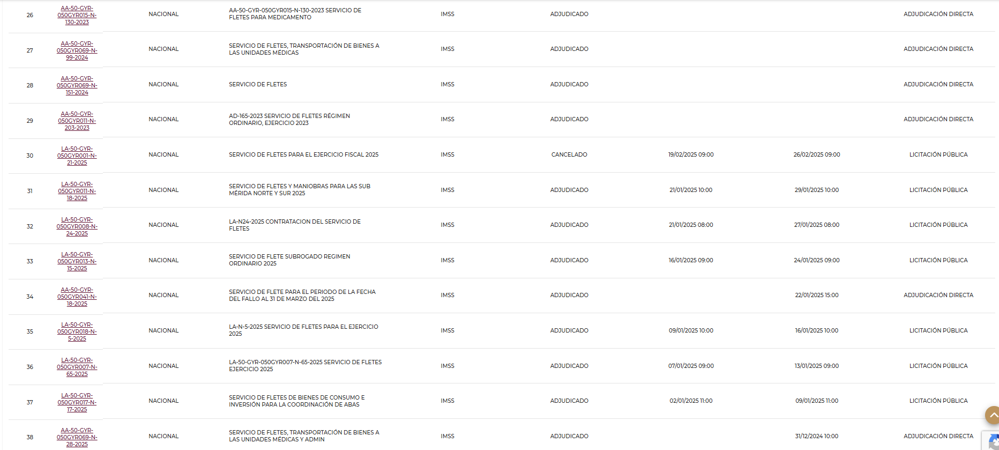 26 AA-50-GYR-050GYR015-N-130-2023 NACIONAL AA-50-GYR-050GYR015-N-130-2023 SERVICIO DE FLETES PARA MEDICAMENTO IMSS ADJUDICADO ADJUDICACIÓN DIRECTA
27 AA-50-GYR-050GYR069-N-99-2024 NACIONAL SERVICIO DE FLETES, TRANSPORTACIÓN DE BIENES A LAS UNIDADES MÉDICAS IMSS ADJUDICADO ADJUDICACIÓN DIRECTA
28 AA-50-GYR-050GYR069-N-151-2024 NACIONAL SERVICIO DE FLETES IMSS ADJUDICADO ADJUDICACIÓN DIRECTA
29 AA-50-GYR-050GYR011-N-203-2023 NACIONAL AD-165-2023 SERVICIO DE FLETES RÉGIMEN ORDINARIO, EJERCICIO 2023 IMSS ADJUDICADO ADJUDICACIÓN DIRECTA
30 LA-50-GYR-050GYR001-N-21-2025 NACIONAL SERVICIO DE FLETES PARA EL EJERCICIO FISCAL 2025 IMSS CANCELADO 19/02/2025 09:00 26/02/2025 09:00 LICITACIÓN PÚBLICA
31 LA-50-GYR-050GYR011-N-18-2025 NACIONAL SERVICIO DE FLETES Y MANIOBRAS PARA LAS SUB MÉRIDA NORTE Y SUR 2025 IMSS ADJUDICADO 21/01/2025 10:00 29/01/2025 10:00 LICITACIÓN PÚBLICA
32 LA-50-GYR-050GYR008-N-24-2025 NACIONAL LA-N24-2025 CONTRATACION DEL SERVICIO DE FLETES IMSS ADJUDICADO 21/01/2025 08:00 27/01/2025 08:00 LICITACIÓN PÚBLICA
33 LA-50-GYR-050GYR013-N-15-2025 NACIONAL SERVICIO DE FLETE SUBROGADO REGIMEN ORDINARIO 2025 IMSS ADJUDICADO 16/01/2025 09:00 24/01/2025 09:00 LICITACIÓN PÚBLICA
34 AA-50-GYR-050GYR041-N-18-2025 NACIONAL SERVICIO DE FLETE PARA EL PERIODO DE LA FECHA DEL FALLO AL 31 DE MARZO DEL 2025 IMSS ADJUDICADO 22/01/2025 15:00 ADJUDICACIÓN DIRECTA
35 LA-50-GYR-050GYR018-N-5-2025 NACIONAL LA-N-5-2025 SERVICIO DE FLETES PARA EL EJERCICIO 2025 IMSS ADJUDICADO 09/01/2025 10:00 16/01/2025 10:00 LICITACIÓN PÚBLICA
36 LA-50-GYR-050GYR007-N-65-2025 NACIONAL LA-50-GYR-050GYR007-N-65-2025 SERVICIO DE FLETES EJERCICIO 2025 IMSS ADJUDICADO 07/01/2025 09:00 13/01/2025 09:00 LICITACIÓN PÚBLICA
37 LA-50-GYR-050GYR017-N-17-2025 NACIONAL SERVICIO DE FLETES DE BIENES DE CONSUMO E INVERSIÓN PARA LA COORDINACIÓN DE ABAS IMSS ADJUDICADO 02/01/2025 11:00 09/01/2025 11:00 LICITACIÓN PÚBLICA
38 AA-50-GYR-050GYR069-N-28-2025 NACIONAL SERVICIO DE FLETES, TRANSPORTACIÓN DE BIENES A LAS UNIDADES MÉDICAS Y ADMIN IMSS ADJUDICADO 31/12/2024 10:00 ADJUDICACIÓN DIRECTA